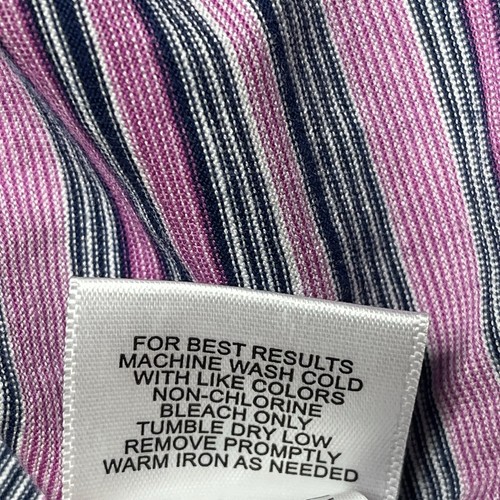 FOR BEST RESULTS
MACHINE WASH COLD
WITH LIKE COLORS
NON-CHLORINE
BLEACH ONLY
TUMBLE DRY LOW
REMOVE PROMPTLY
WARM IRON AS NEEDED